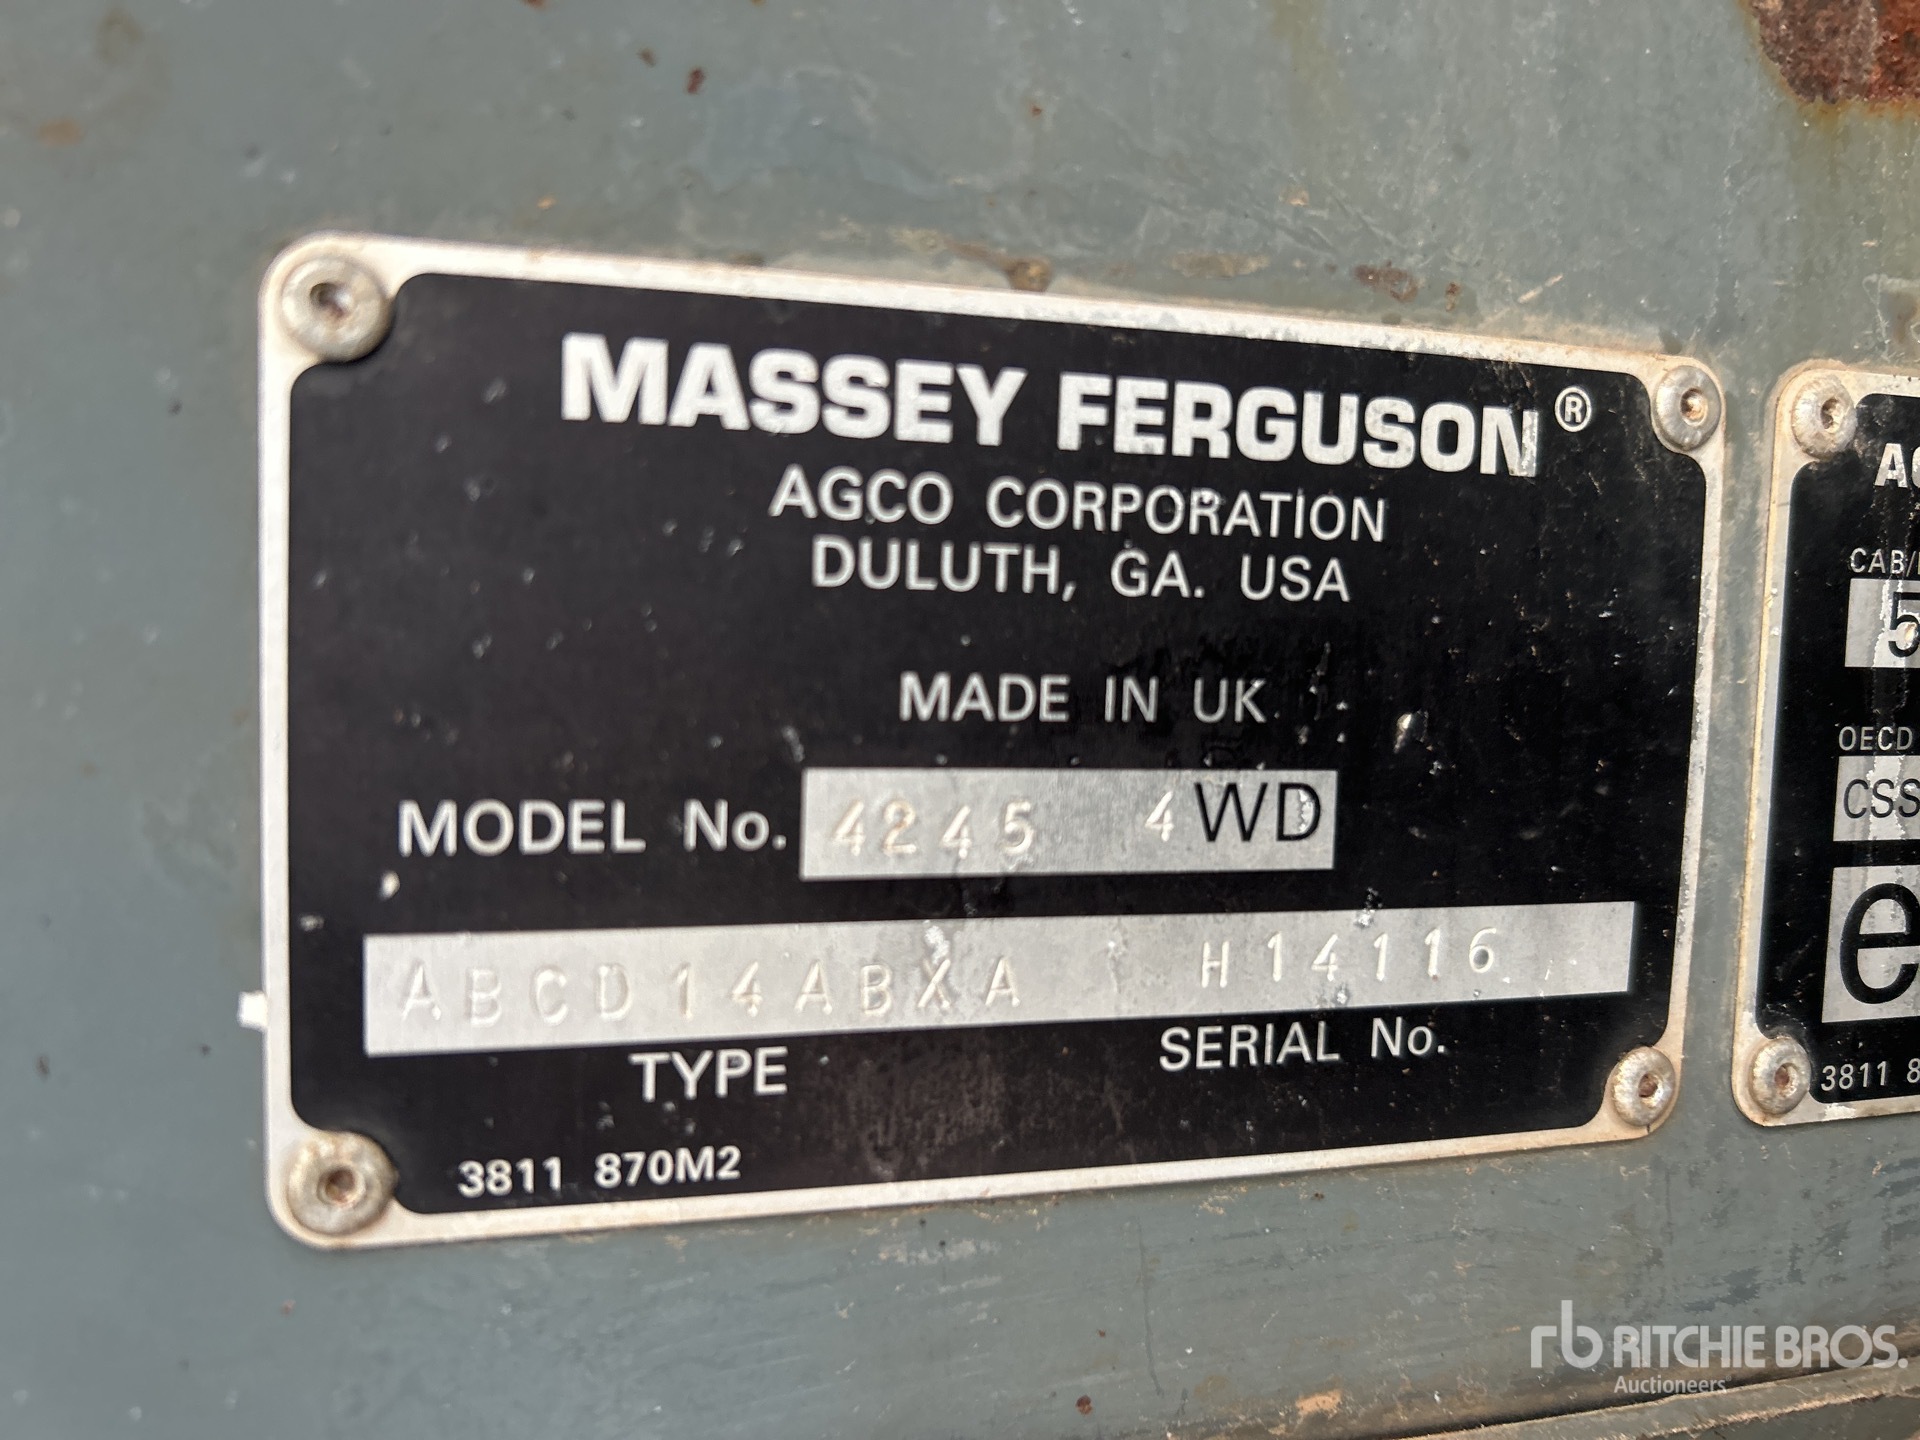 MASSEY FERGUSON®
AGCO CORPORATION
DULUTH, GA. USA
MADE IN UK
MODEL No. 4245 4WD
ABCD14ABXA H14116
TYPE SERIAL No.
3811 870M2
CAB/
5
OECD
CSS
e
3811 8
rb RITCHIE BROS.
Auctioneers